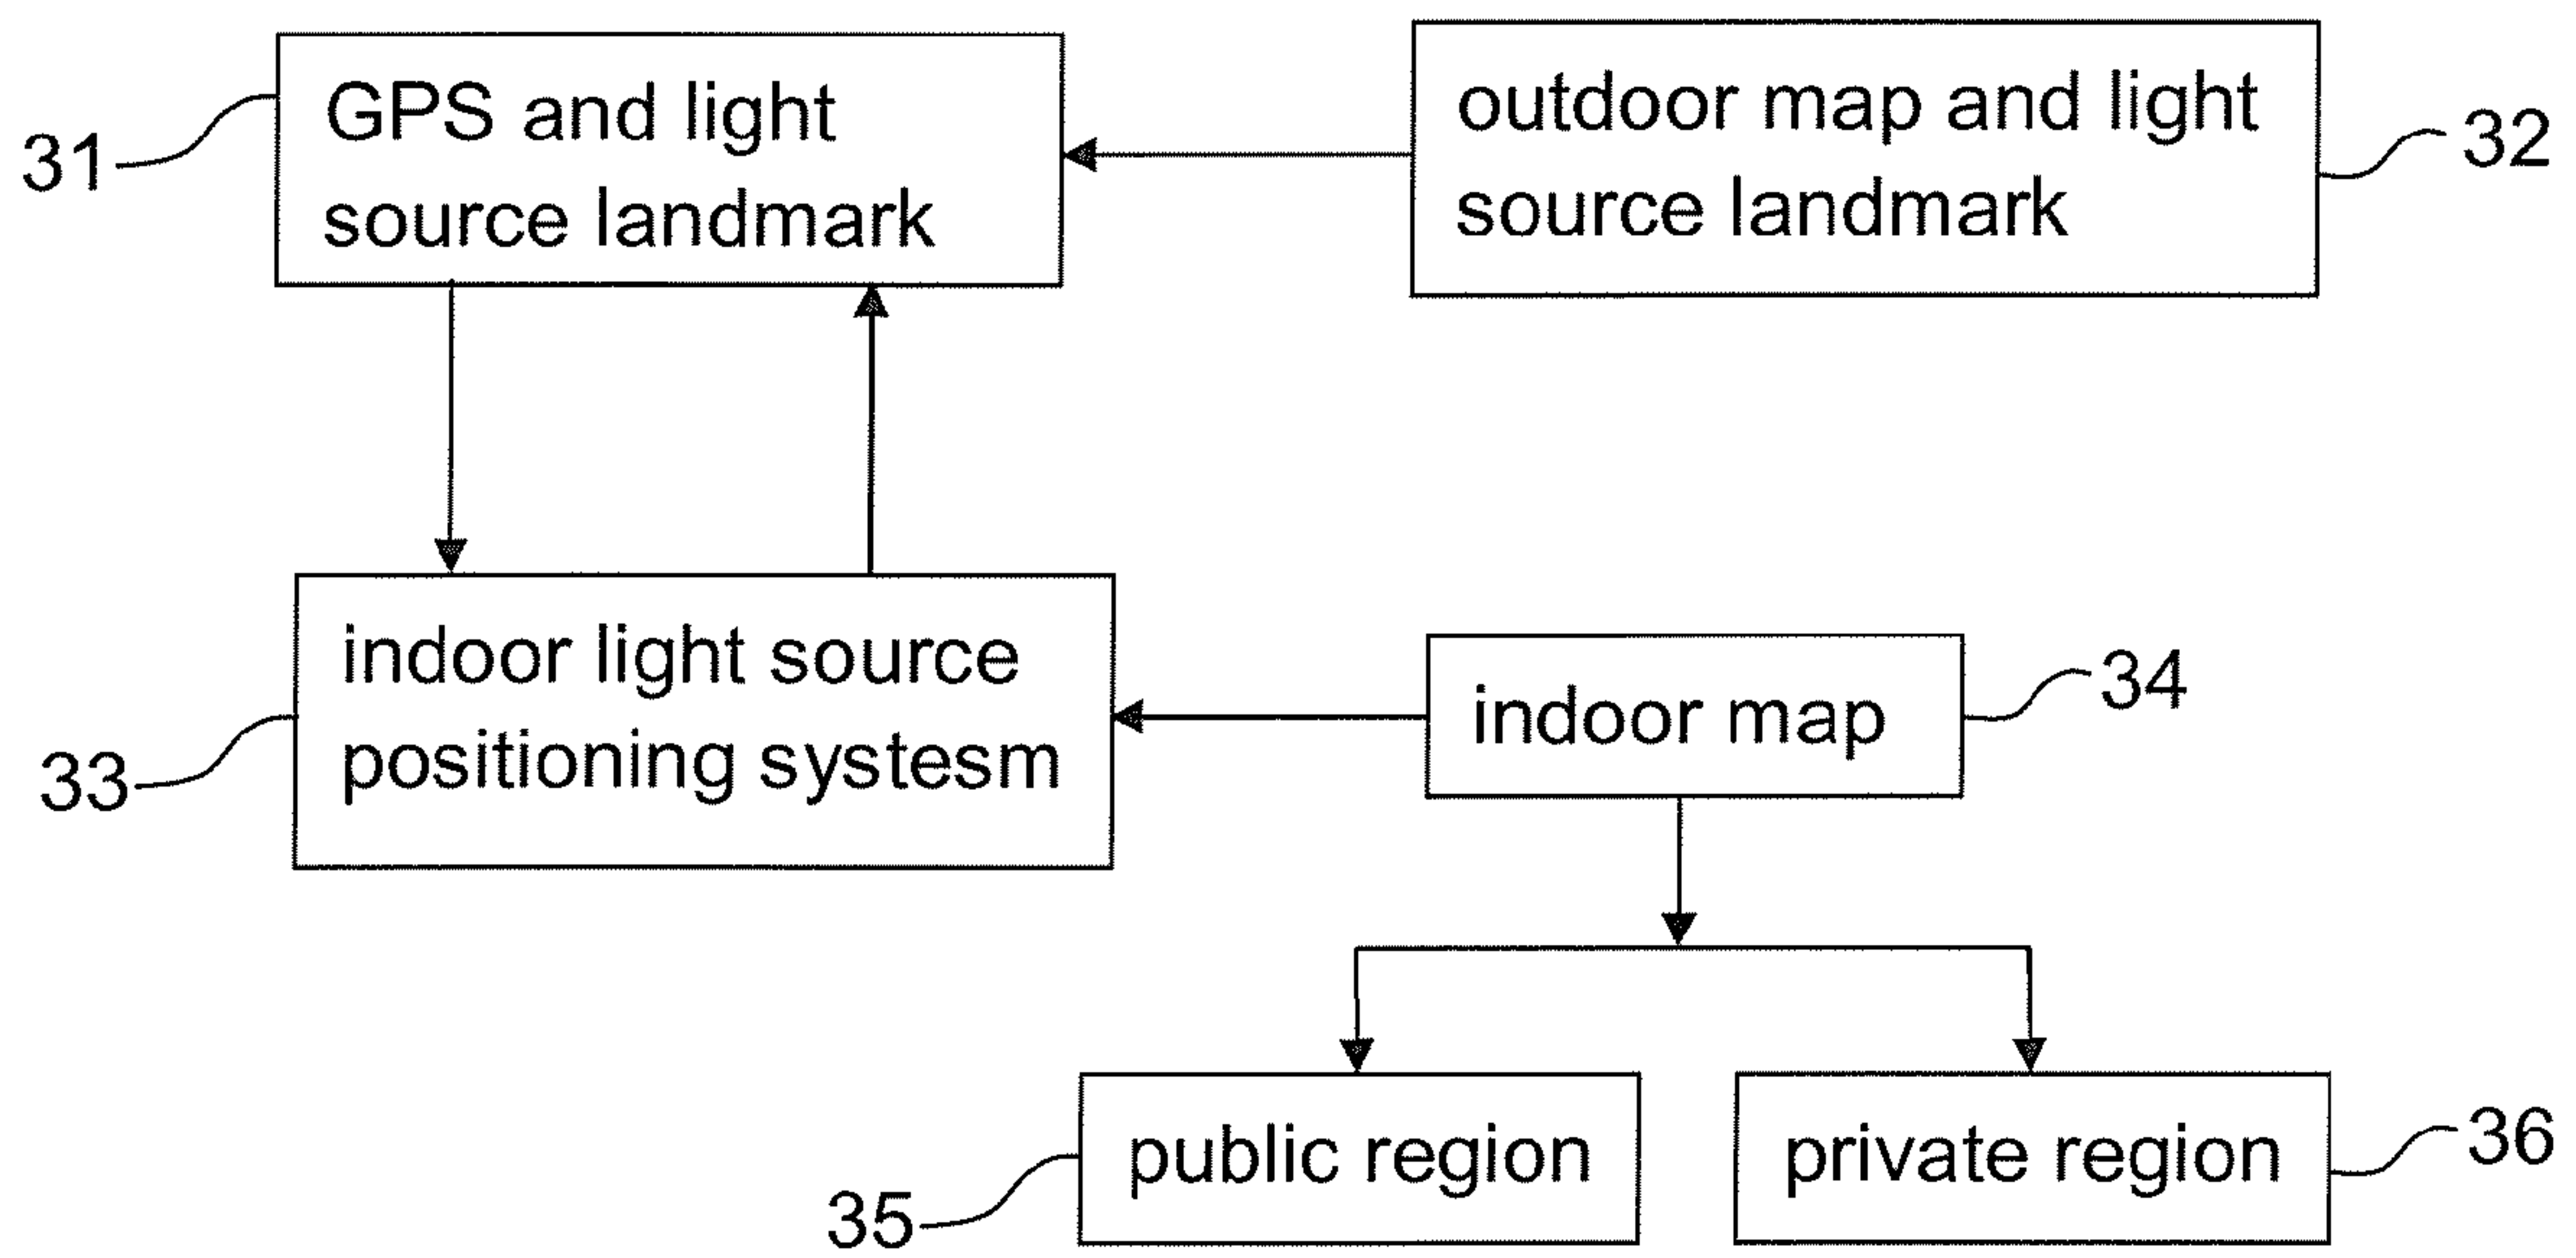 31
GPS and light
source landmark
outdoor map and light
source landmark
32
33
indoor light source
positioning systesm
indoor map
34
35
public region
private region
36